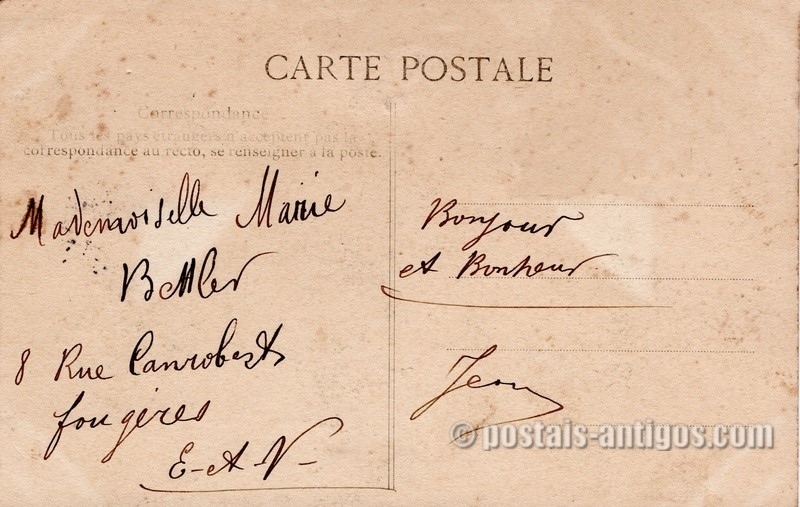 CARTE POSTALE
Correspondance
Tous les pays étrangers n'acceptent pas la
correspondance au recto, se renseigner à la poste.
Mademoiselle Marie
8 Rue Canrobert
fougères
E-et-V-
Bonjour
et Bonheur
Jean
© postais-antigos.com